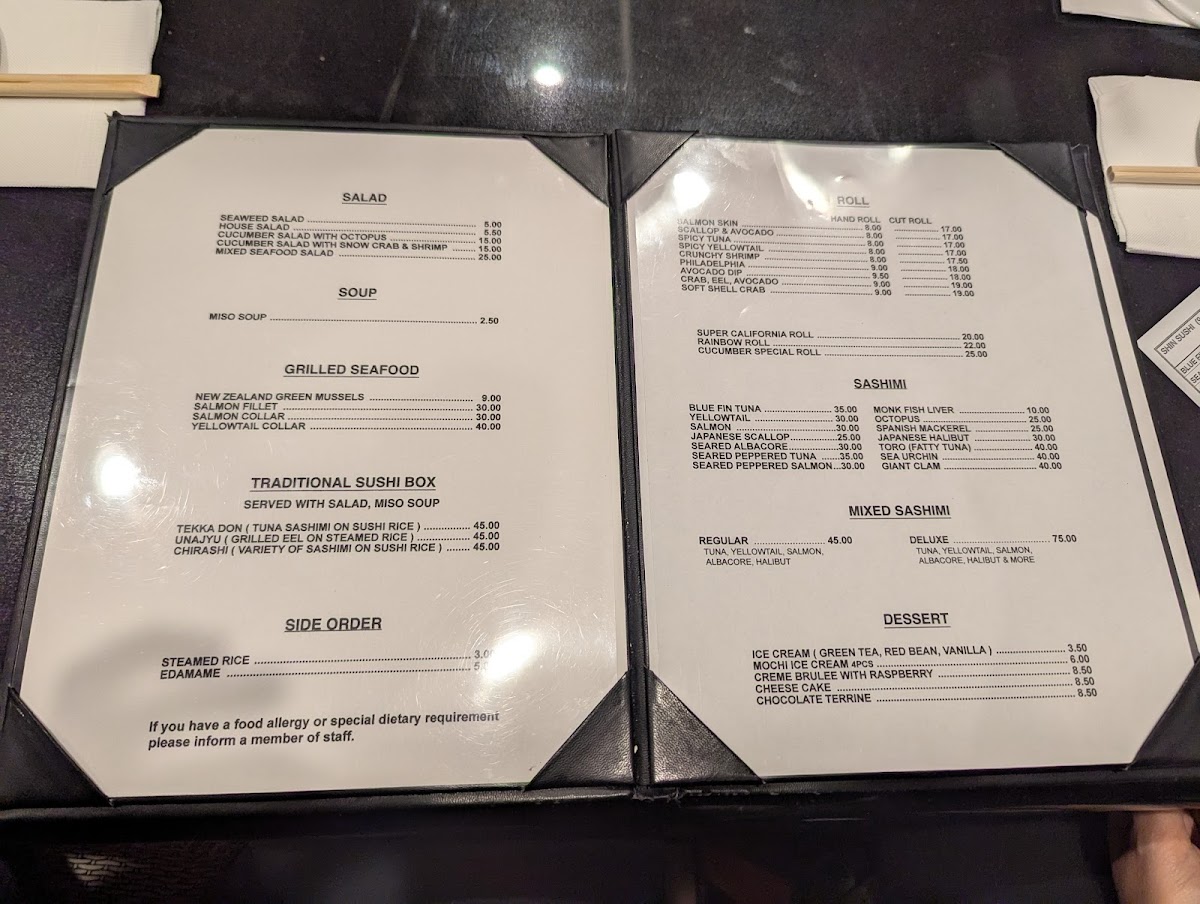 SALAD
SEAWEED SALAD 5.00
HOUSE SALAD 5.50
CUCUMBER SALAD WITH OCTOPUS 15.00
CUCUMBER SALAD WITH SNOW CRAB & SHRIMP 15.00
MIXED SEAFOOD SALAD 25.00
SOUP
MISO SOUP 2.50
GRILLED SEAFOOD
NEW ZEALAND GREEN MUSSELS 9.00
SALMON FILLET 30.00
SALMON COLLAR 30.00
YELLOWTAIL COLLAR 40.00
TRADITIONAL SUSHI BOX
SERVED WITH SALAD, MISO SOUP
TEKKA DON ( TUNA SASHIMI ON SUSHI RICE ) 45.00
UNAJYU ( GRILLED EEL ON STEAMED RICE ) 45.00
CHIRASHI ( VARIETY OF SASHIMI ON SUSHI RICE ) 45.00
SIDE ORDER
STEAMED RICE
EDAMAME
If you have a food allergy or special dietary requirement
please inform a member of staff.
ROLL
HAND ROLL CUT ROLL
SALMON SKIN 8.00 17.00
SCALLOP & AVOCADO 8.00 17.00
SPICY TUNA 8.00 17.00
SPICY YELLOWTAIL 8.00 17.00
CRUNCHY SHRIMP 8.00 17.50
PHILADELPHIA 9.00 18.00
AVOCADO DIP 9.50 18.00
CRAB, EEL, AVOCADO 9.00 19.00
SOFT SHELL CRAB 9.00 19.00
SUPER CALIFORNIA ROLL 20.00
RAINBOW ROLL 22.00
CUCUMBER SPECIAL ROLL 25.00
SASHIMI
BLUE FIN TUNA 35.00
YELLOWTAIL 30.00
SALMON 30.00
JAPANESE SCALLOP 25.00
SEARED ALBACORE 30.00
SEARED PEPPERED TUNA 35.00
SEARED PEPPERED SALMON 30.00
MONK FISH LIVER 10.00
OCTOPUS 25.00
SPANISH MACKEREL 25.00
JAPANESE HALIBUT 30.00
TORO (FATTY TUNA) 40.00
SEA URCHIN 40.00
GIANT CLAM 40.00
MIXED SASHIMI
REGULAR 45.00
TUNA, YELLOWTAIL, SALMON,
ALBACORE, HALIBUT
DELUXE 75.00
TUNA, YELLOWTAIL, SALMON,
ALBACORE, HALIBUT & MORE
DESSERT
ICE CREAM ( GREEN TEA, RED BEAN, VANILLA ) 3.50
MOCHI ICE CREAM 4PCS 6.00
CREME BRULEE WITH RASPBERRY 8.50
CHEESE CAKE 8.50
CHOCOLATE TERRINE 8.50
SHIN SUSHI
BLUE